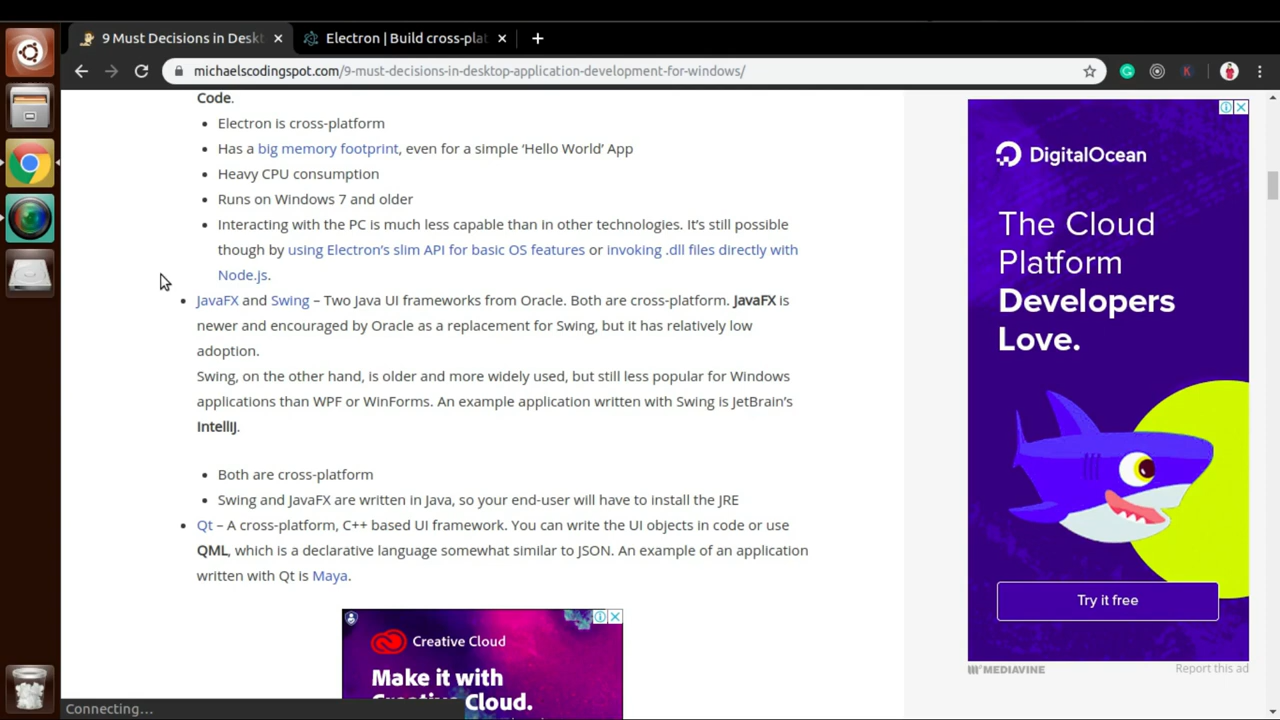 9 Must Decisions in Deskt
Electron | Build cross-plat
michaelscodingspot.com/9-must-decisions-in-desktop-application-development-for-windows/
Code.
Electron is cross-platform
Has a big memory footprint, even for a simple ‘Hello World’ App
Heavy CPU consumption
Runs on Windows 7 and older
Interacting with the PC is much less capable than in other technologies. It’s still possible
though by using Electron’s slim API for basic OS features or invoking .dll files directly with
Node.js.
JavaFX and Swing – Two Java UI frameworks from Oracle. Both are cross-platform. JavaFX is
newer and encouraged by Oracle as a replacement for Swing, but it has relatively low
adoption.
Swing, on the other hand, is older and more widely used, but still less popular for Windows
applications than WPF or WinForms. An example application written with Swing is JetBrain’s
IntelliJ.
Both are cross-platform
Swing and JavaFX are written in Java, so your end-user will have to install the JRE
Qt – A cross-platform, C++ based UI framework. You can write the UI objects in code or use
QML, which is a declarative language somewhat similar to JSON. An example of an application
written with Qt is Maya.
Creative Cloud
Make it with
Creative Cloud.
Connecting...
DigitalOcean
The Cloud
Platform
Developers
Love.
Try it free
MEDIAVINE
Report this ad